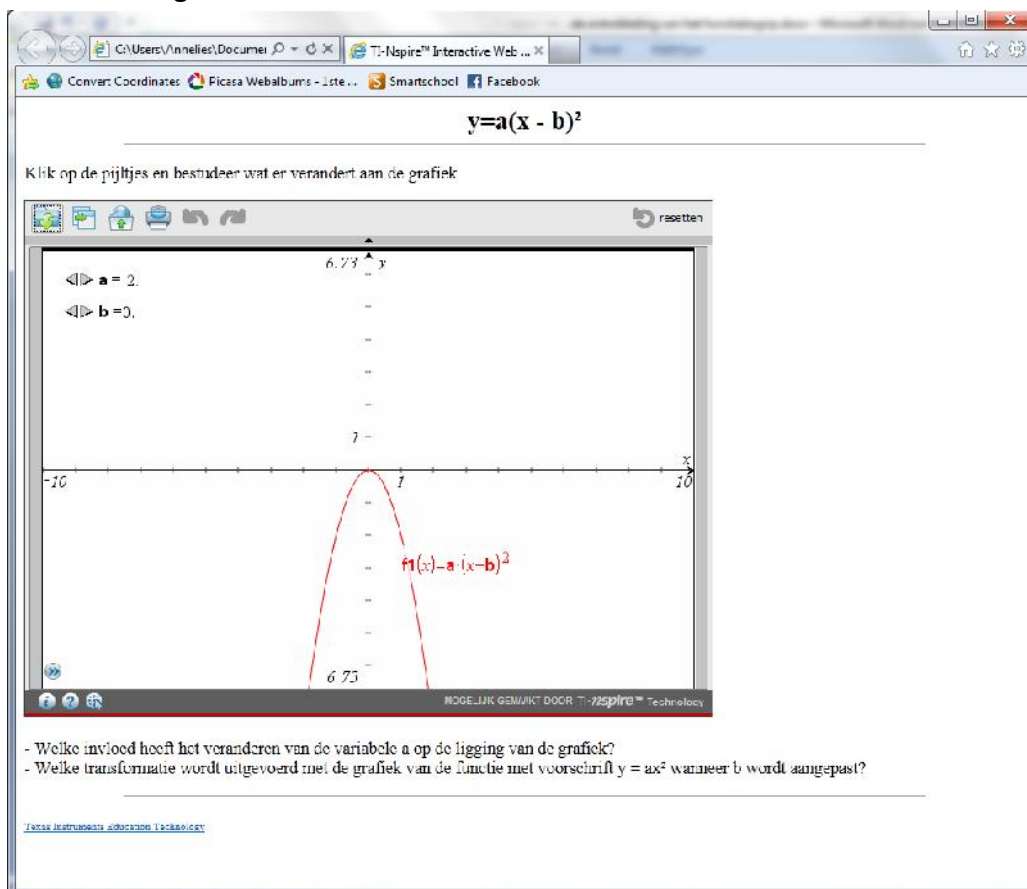 C:\Users\Annelies\Documei
TI-Nspire™ Interactive Web ...
Convert Coordinates Picasa Webalbums - 1ste ... Smartschool Facebook
y=a(x - b)²
Klik op de pijltjes en bestudeer wat er verandert aan de grafiek
resetten
6.73 y
a = 2.
b =0.
1
x
-10 1 10
f1(x)=a·(x-b)²
6.73
MOGELIJK GEMAAKT DOOR TI-nspire™ Technology
- Welke invloed heeft het veranderen van de variabele a op de ligging van de grafiek?
- Welke transformatie wordt uitgevoerd met de grafiek van de functie met voorschrift y = ax² wanneer b wordt aangepast?
Texas Instruments Education Technology